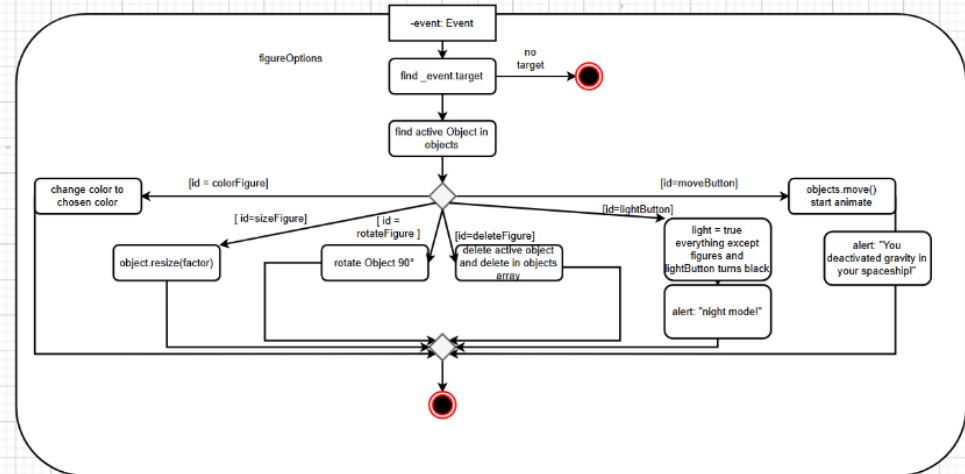 -event: Event
figureOptions
find _event.target
no
target
find active Object in
objects
change color to
chosen color
[id = colorFigure]
[id=moveButton]
objects.move()
start animate
[ id=sizeFigure]
[ id =
rotateFigure ]
[id=deleteFigure]
[id=lightButton]
object.resize(factor)
rotate Object 90°
delete active object
and delete in objects
array
light = true
everything except
figures and
lightButton turns black
alert: "You
deactivated gravity in
your spaceship!"
alert: "night model"